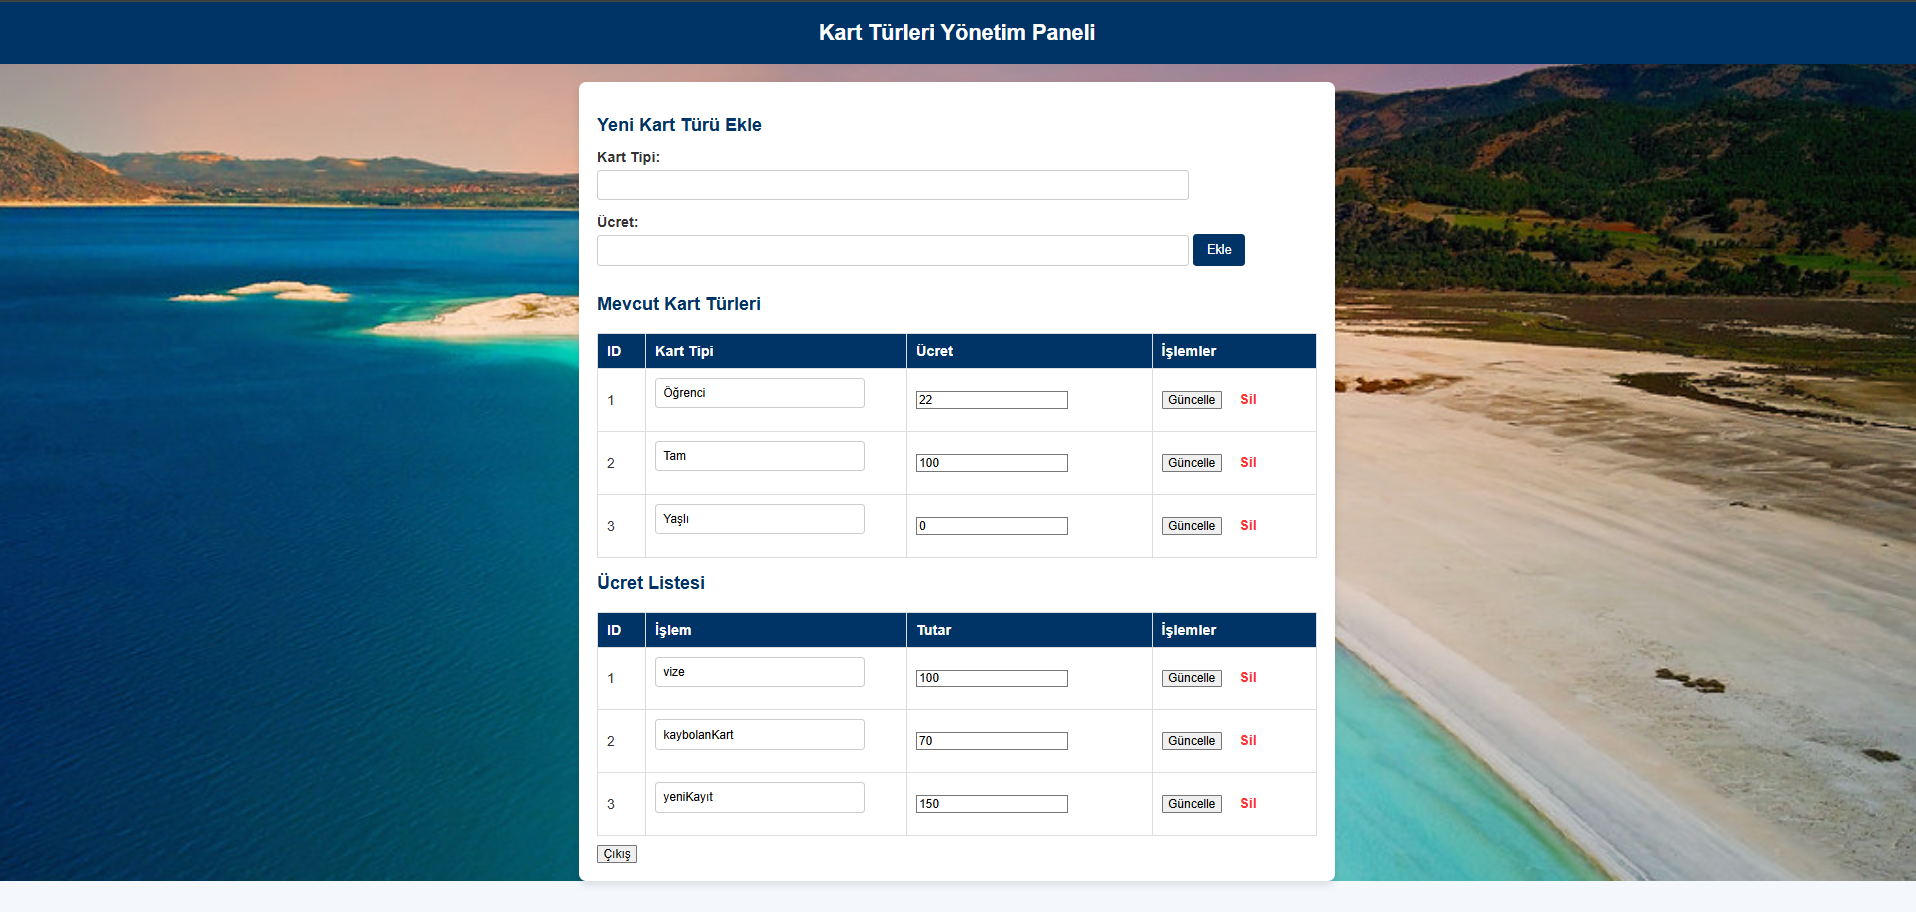 Kart Türleri Yönetim Paneli
Yeni Kart Türü Ekle
Kart Tipi:
Ücret:
Ekle
Mevcut Kart Türleri
ID Kart Tipi Ücret İşlemler
1 Öğrenci 22 Güncelle Sil
2 Tam 100 Güncelle Sil
3 Yaşlı 0 Güncelle Sil
Ücret Listesi
ID İşlem Tutar İşlemler
1 vize 100 Güncelle Sil
2 kaybolanKart 70 Güncelle Sil
3 yeniKayıt 150 Güncelle Sil
Çıkış